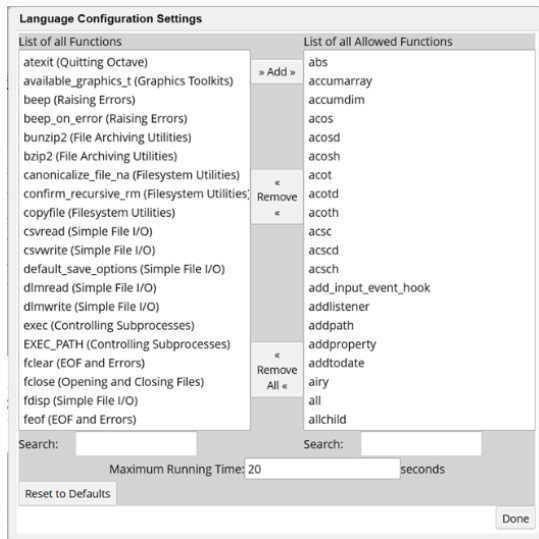 Language Configuration Settings
List of all Functions
atexit (Quitting Octave)
available_graphics_t (Graphics Toolkits)
beep (Raising Errors)
beep_on_error (Raising Errors)
bunzip2 (File Archiving Utilities)
bzip2 (File Archiving Utilities)
canonicalize_file_na (Filesystem Utilities)
confirm_recursive_rm (Filesystem Utilities)
copyfile (Filesystem Utilities)
csvread (Simple File I/O)
csvwrite (Simple File I/O)
default_save_options (Simple File I/O)
dlmread (Simple File I/O)
dlmwrite (Simple File I/O)
exec (Controlling Subprocesses)
EXEC_PATH (Controlling Subprocesses)
fclear (EOF and Errors)
fclose (Opening and Closing Files)
fdisp (Simple File I/O)
feof (EOF and Errors)
Search:
» Add »
«
Remove
«
«
Remove
All «
List of all Allowed Functions
abs
accumarray
accumdim
acos
acosd
acosh
acot
acotd
acoth
acsc
acscd
acsch
add_input_event_hook
addlistener
addpath
addproperty
addtodate
airy
all
allchild
Search:
Maximum Running Time: 20 seconds
Reset to Defaults
Done